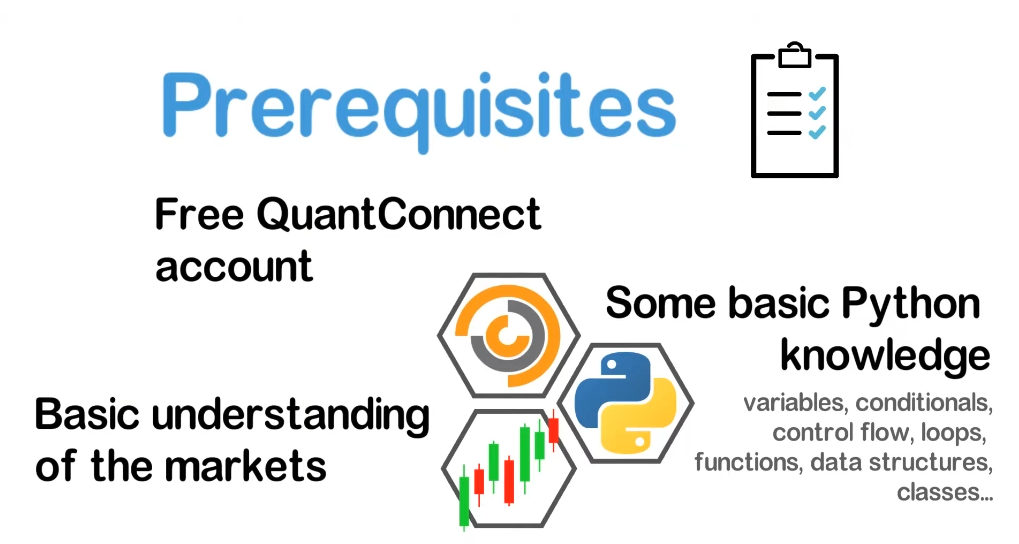 Prerequisites
Free QuantConnect
account
Some basic Python
knowledge
variables, conditionals,
control flow, loops,
functions, data structures,
classes...
Basic understanding
of the markets